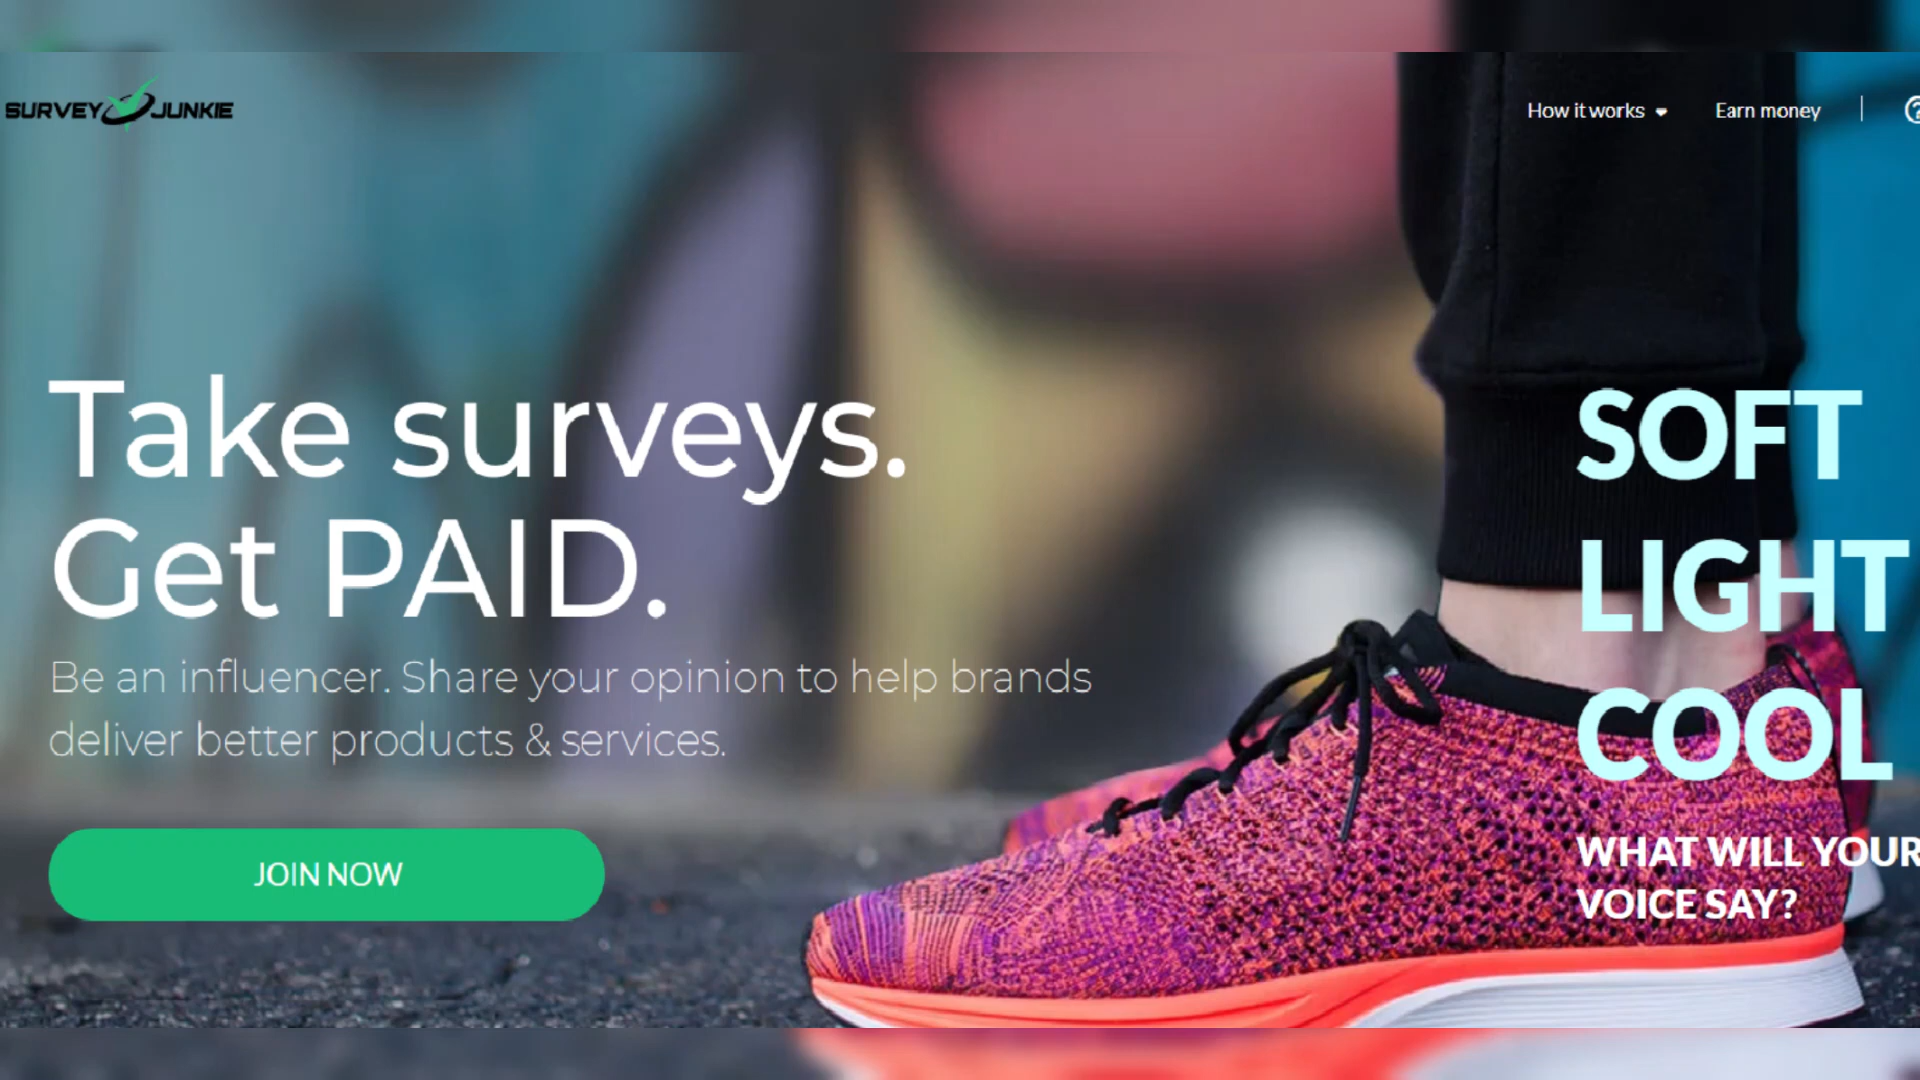 SURVEY JUNKIE
How it works
Earn money
Take surveys.
Get PAID.
Be an influencer. Share your opinion to help brands
deliver better products & services.
JOIN NOW
SOFT
LIGHT
COOL
WHAT WILL YOUR
VOICE SAY?